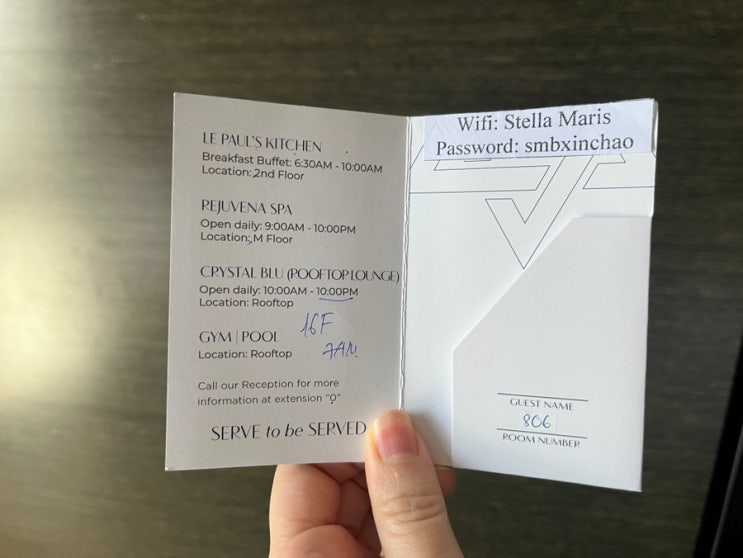 LE PAUL'S KITCHEN
Breakfast Buffet: 6:30AM - 10:00AM
Location: 2nd Floor
REJUVENA SPA
Open daily: 9:00AM - 10:00PM
Location: M Floor
CRYSTAL BLU (ROOFTOP LOUNGE)
Open daily: 10:00AM - 10:00PM
Location: Rooftop
16F
GYM | POOL
Location: Rooftop 7AM
Call our Reception for more
information at extension "0"
SERVE to be SERVED
Wifi: Stella Maris
Password: smbxinchao
GUEST NAME
806
ROOM NUMBER